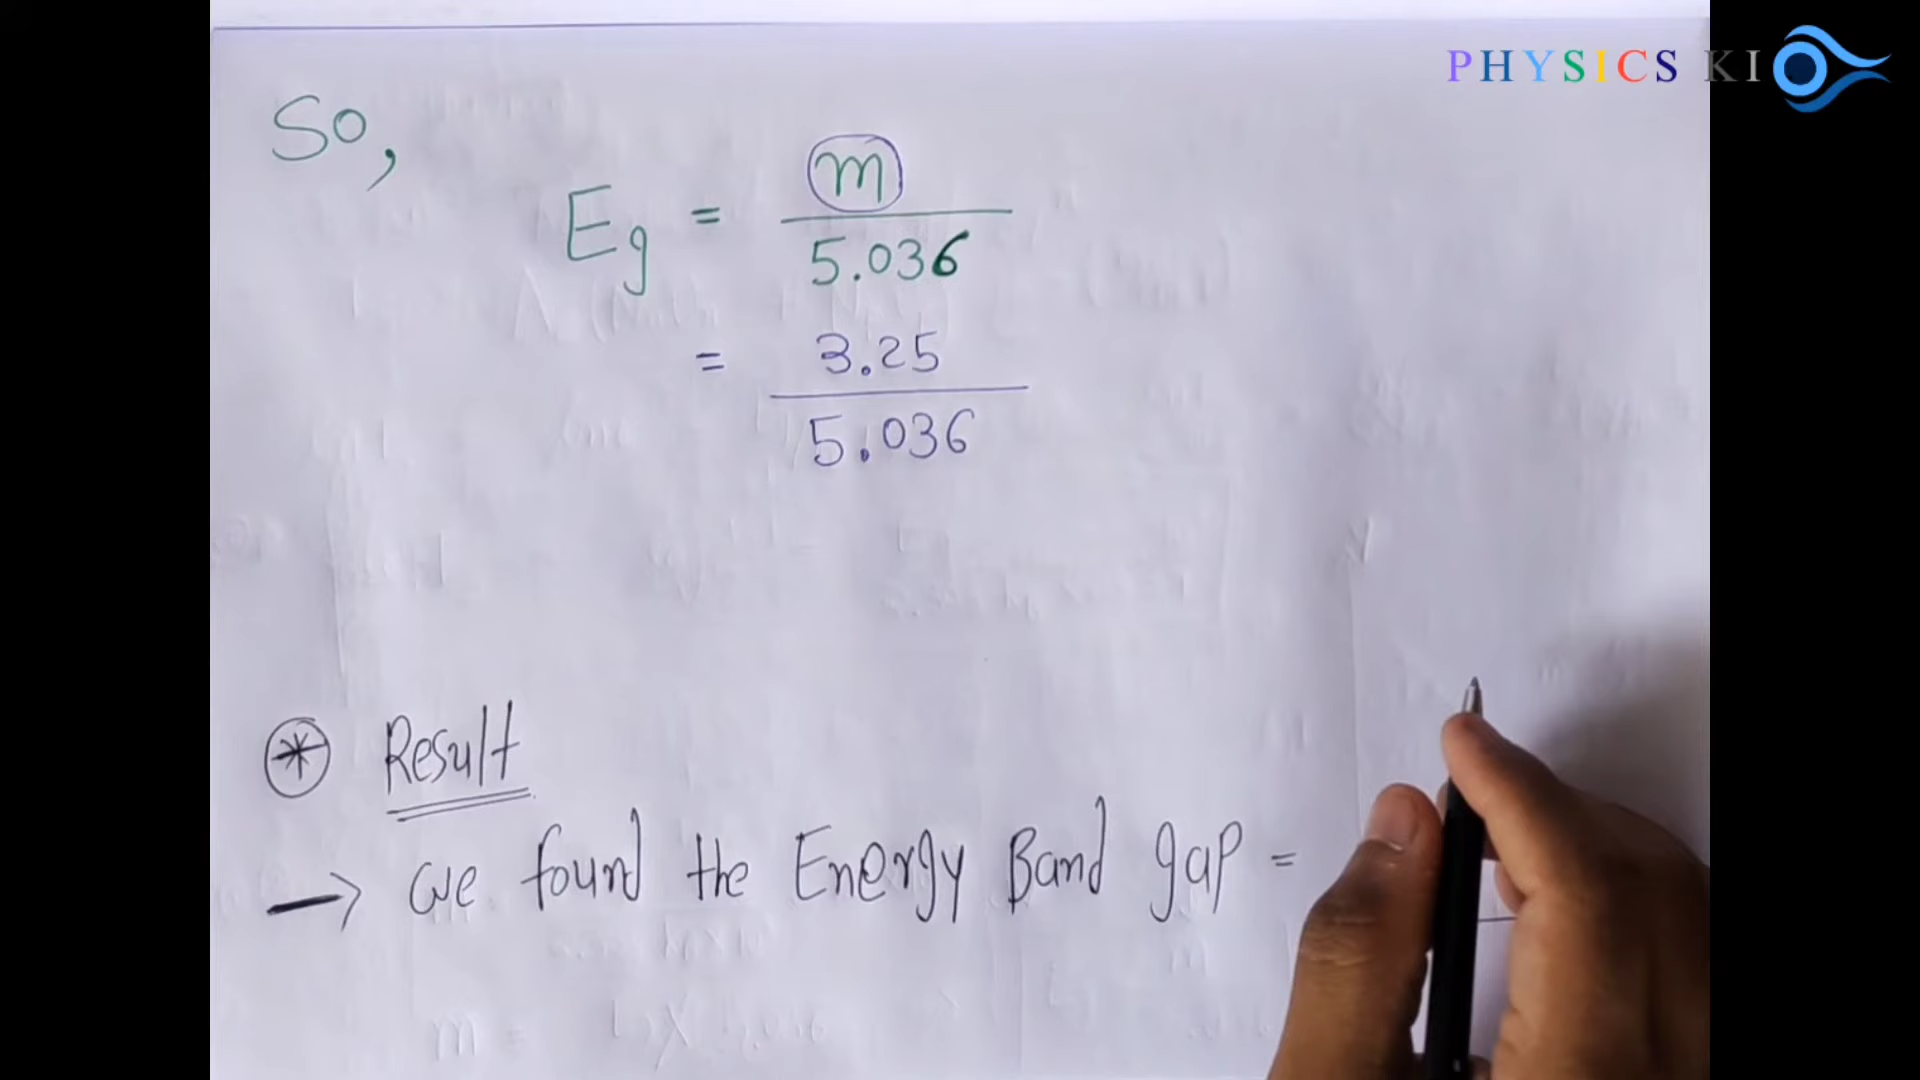 PHYSICS KI
So,
Eg = m / 5.036
= 3.25 / 5.036
* Result
→ we found the Energy Band gap =